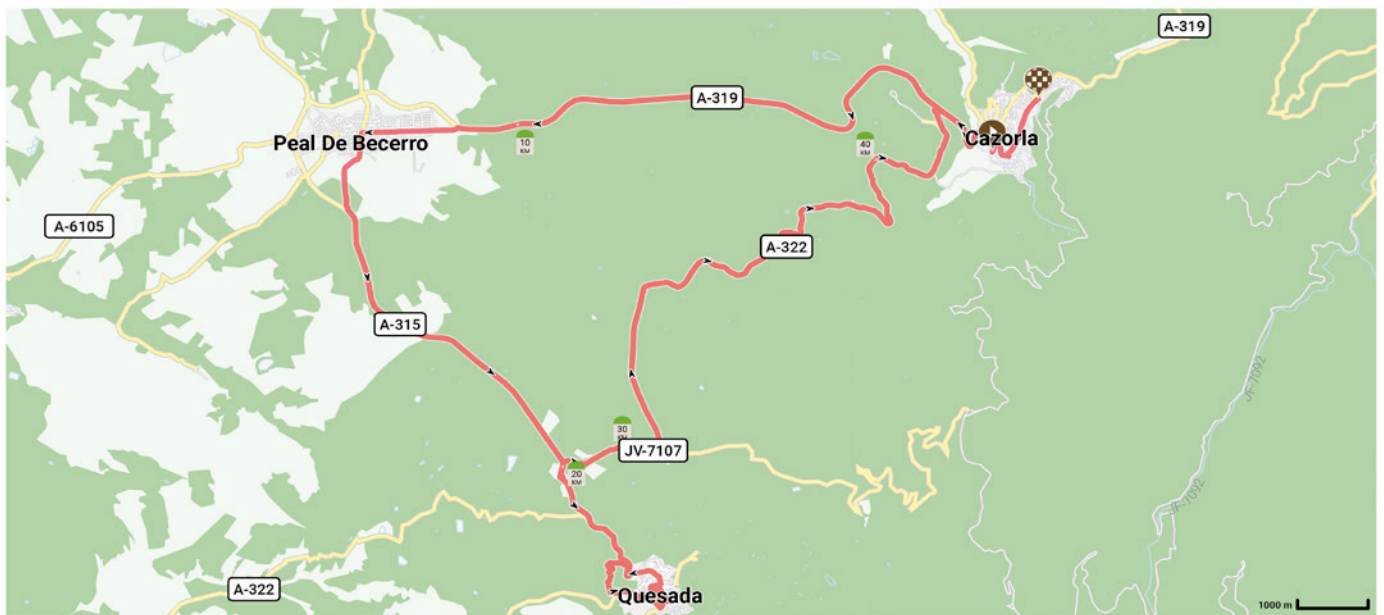 A-319
A-319
10
KM
Peal De Becerro
40
KM
Cazorla
A-6105
A-322
A-315
JF-7092
30
KM
JV-7107
20
KM
JF-7092
A-322
Quesada
1000 m